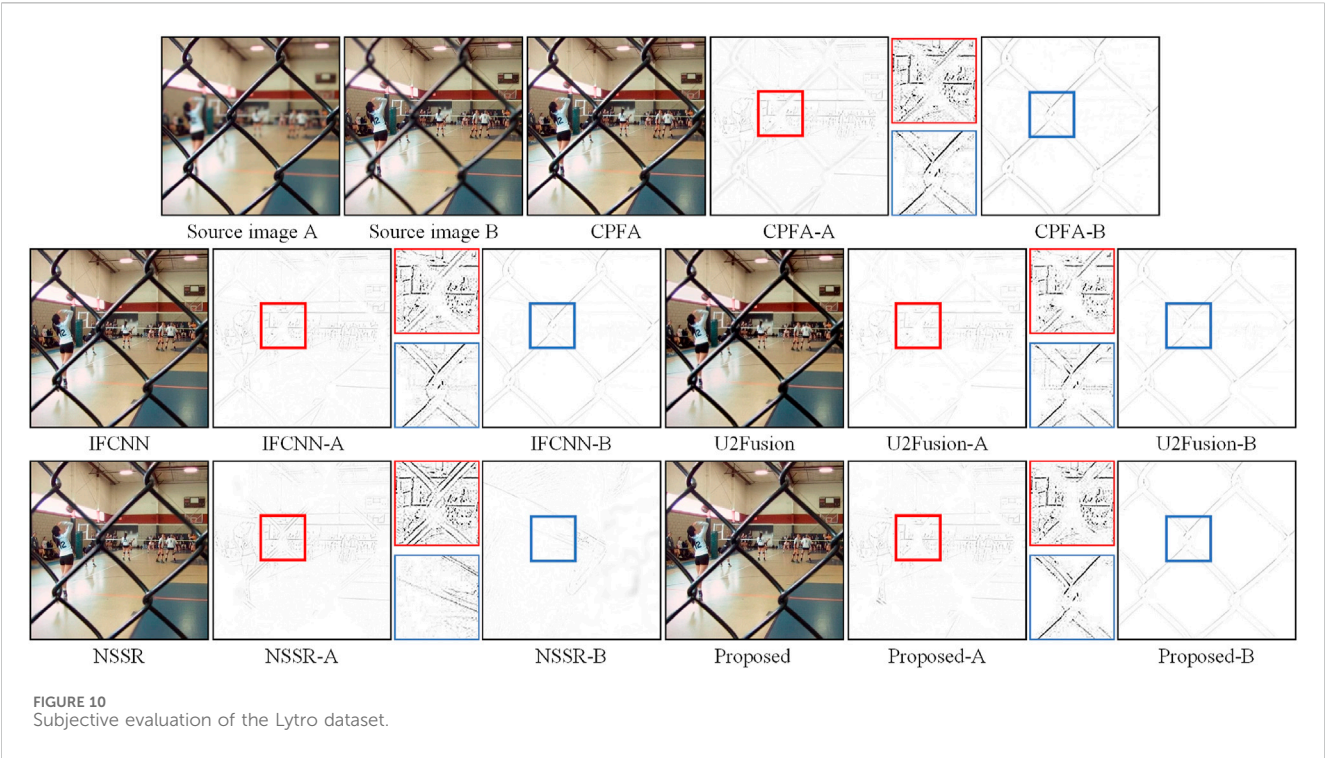 Source image A Source image B CPFA CPFA-A CPFA-B
IFCNN IFCNN-A IFCNN-B U2Fusion U2Fusion-A U2Fusion-B
NSSR NSSR-A NSSR-B Proposed Proposed-A Proposed-B
FIGURE 10
Subjective evaluation of the Lytro dataset.